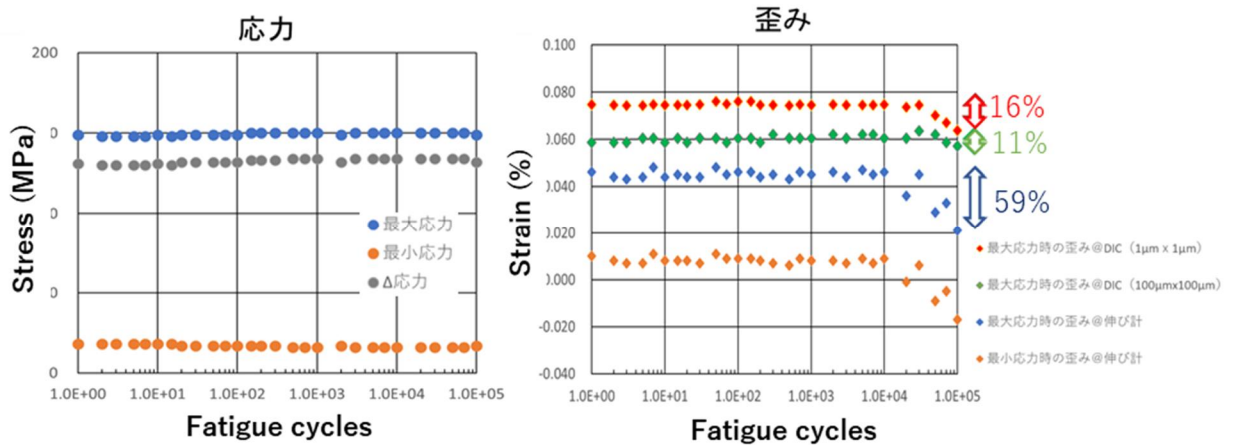 応力
Stress (MPa)
200
0
0
0
0
最大応力
最小応力
Δ応力
1.0E+00 1.0E+01 1.0E+02 1.0E+03 1.0E+04 1.0E+05
Fatigue cycles
歪み
Strain (%)
0.100
0.080
0.060
0.040
0.020
0.000
-0.020
-0.040
16%
11%
59%
最大応力時の歪み@DIC（1μm x 1μm）
最大応力時の歪み@DIC（100μmx100μm）
最大応力時の歪み@伸び計
最小応力時の歪み@伸び計
1.0E+00 1.0E+01 1.0E+02 1.0E+03 1.0E+04 1.0E+05
Fatigue cycles